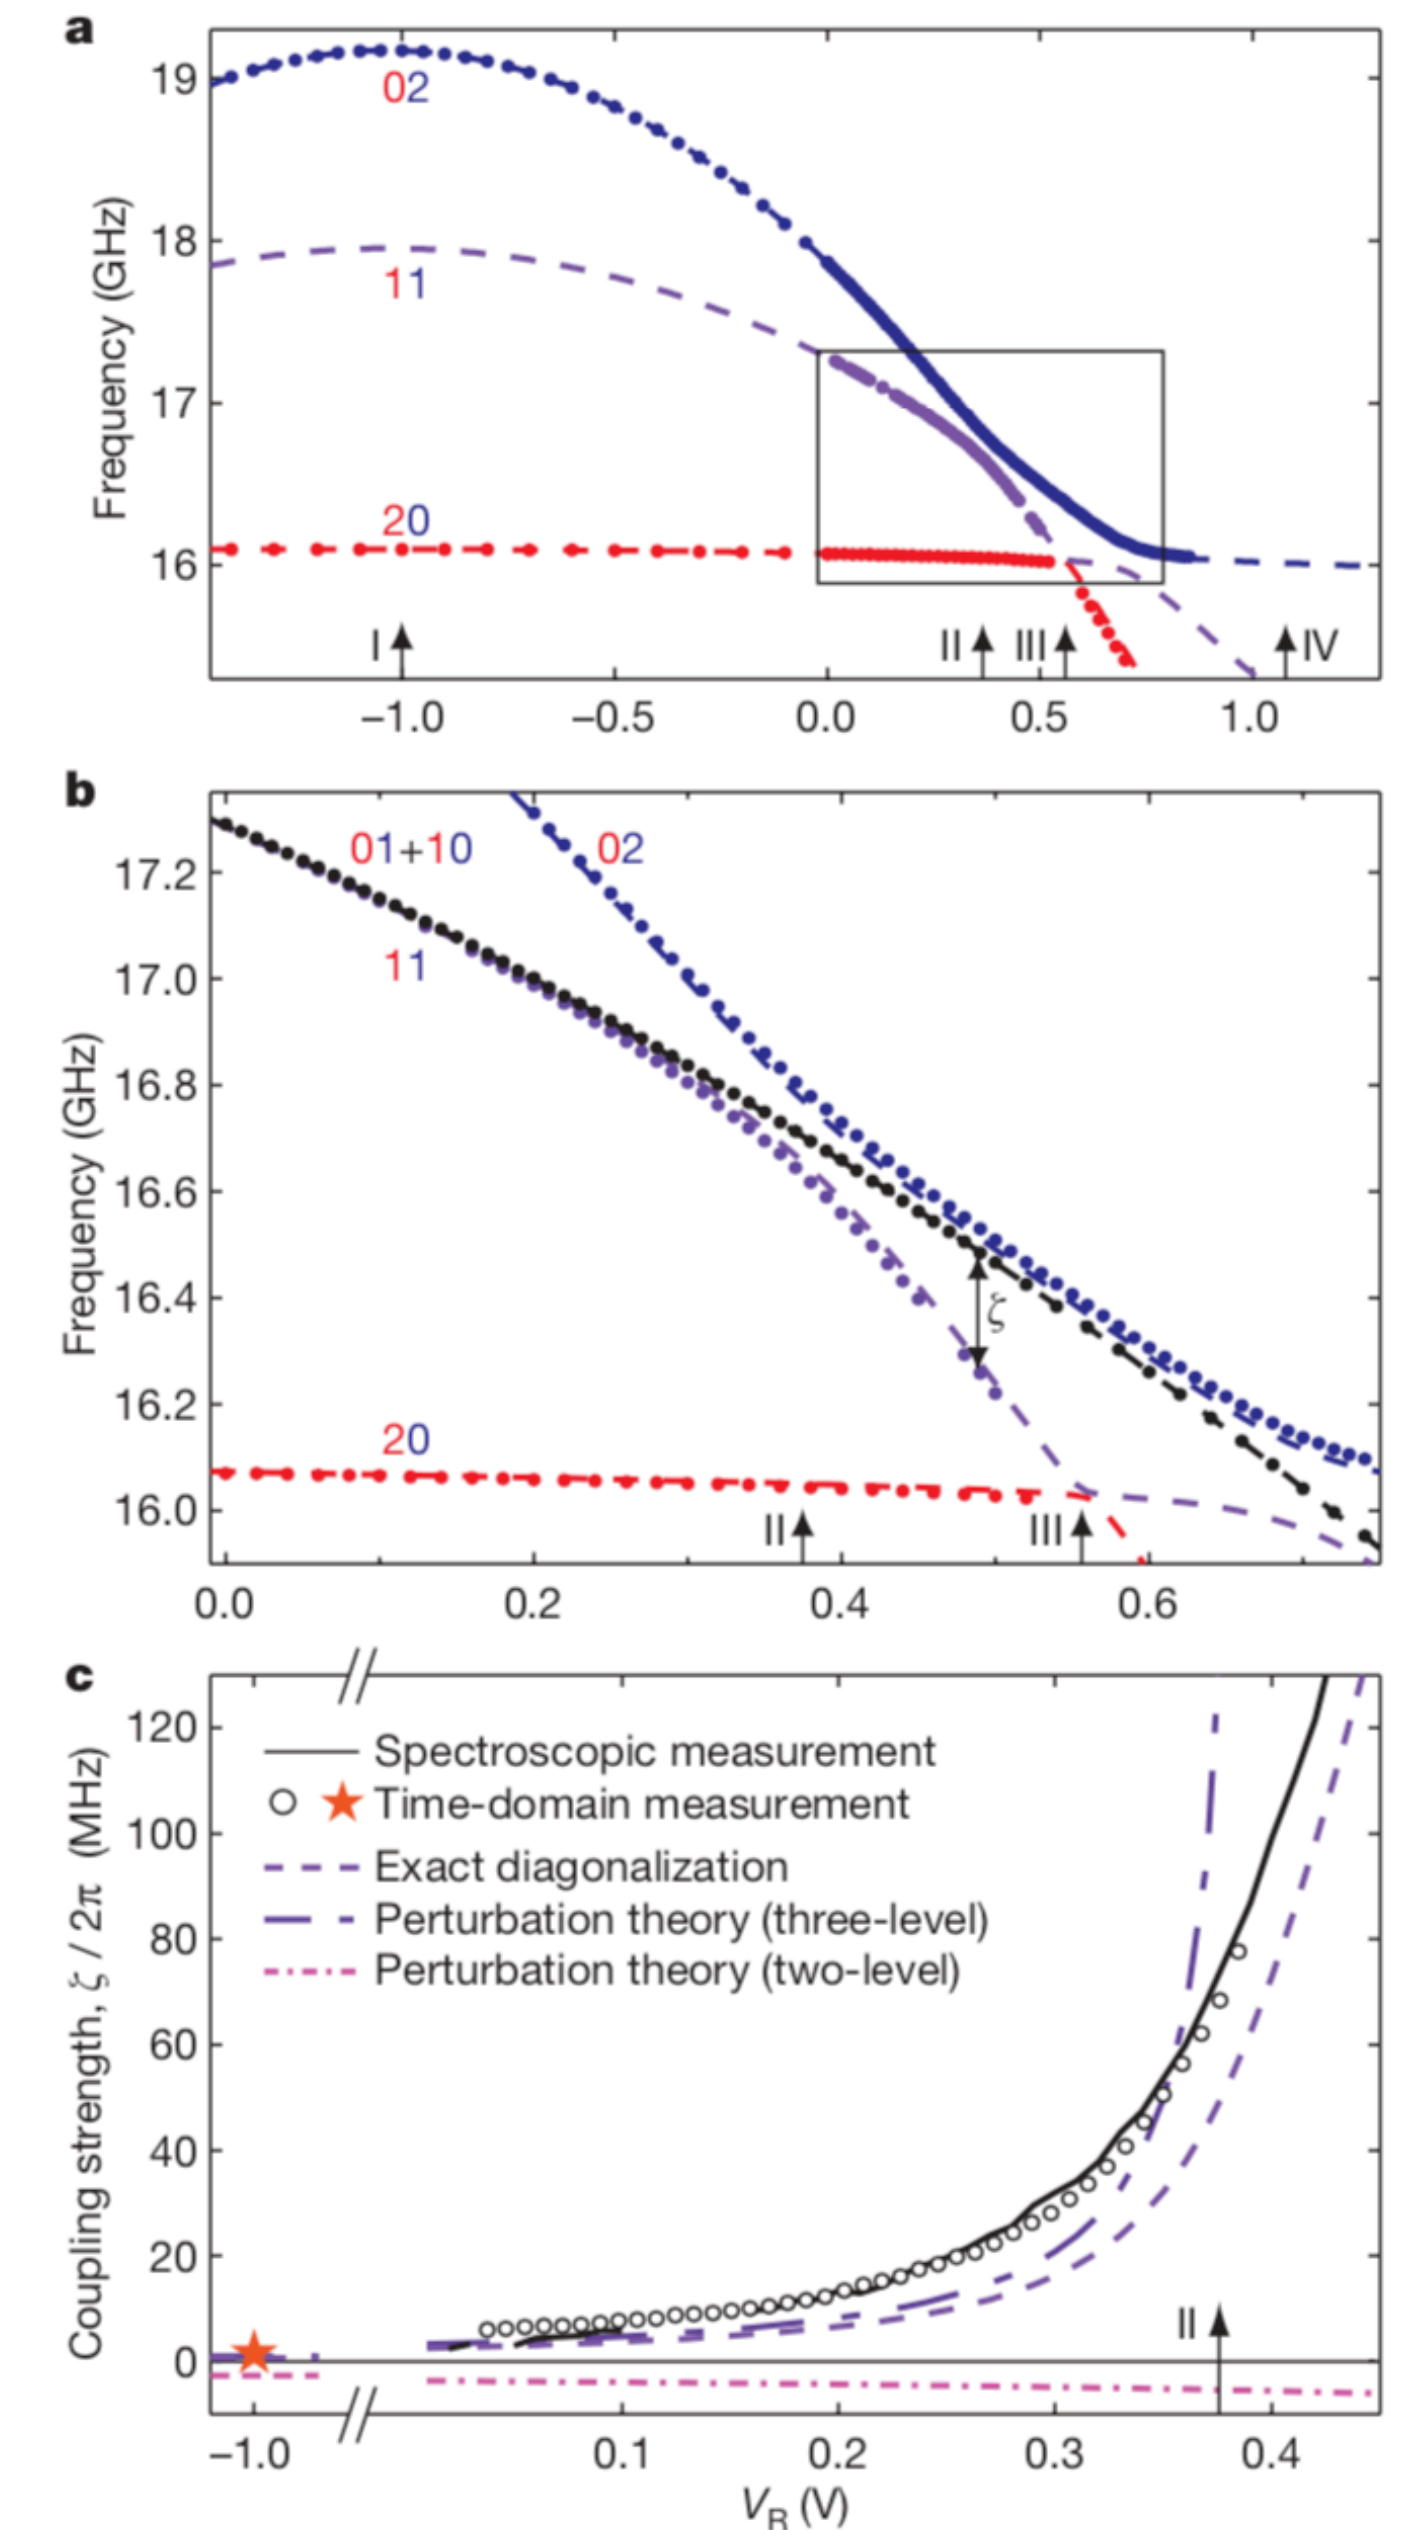 a
Frequency (GHz)
19
18
17
16
02
11
20
I
II
III
IV
−1.0
−0.5
0.0
0.5
1.0
b
Frequency (GHz)
17.2
17.0
16.8
16.6
16.4
16.2
16.0
01+10
02
11
ζ
20
II
III
0.0
0.2
0.4
0.6
c
Coupling strength, ζ / 2π (MHz)
120
100
80
60
40
20
0
Spectroscopic measurement
Time-domain measurement
Exact diagonalization
Perturbation theory (three-level)
Perturbation theory (two-level)
II
−1.0
0.1
0.2
0.3
0.4
V_R (V)